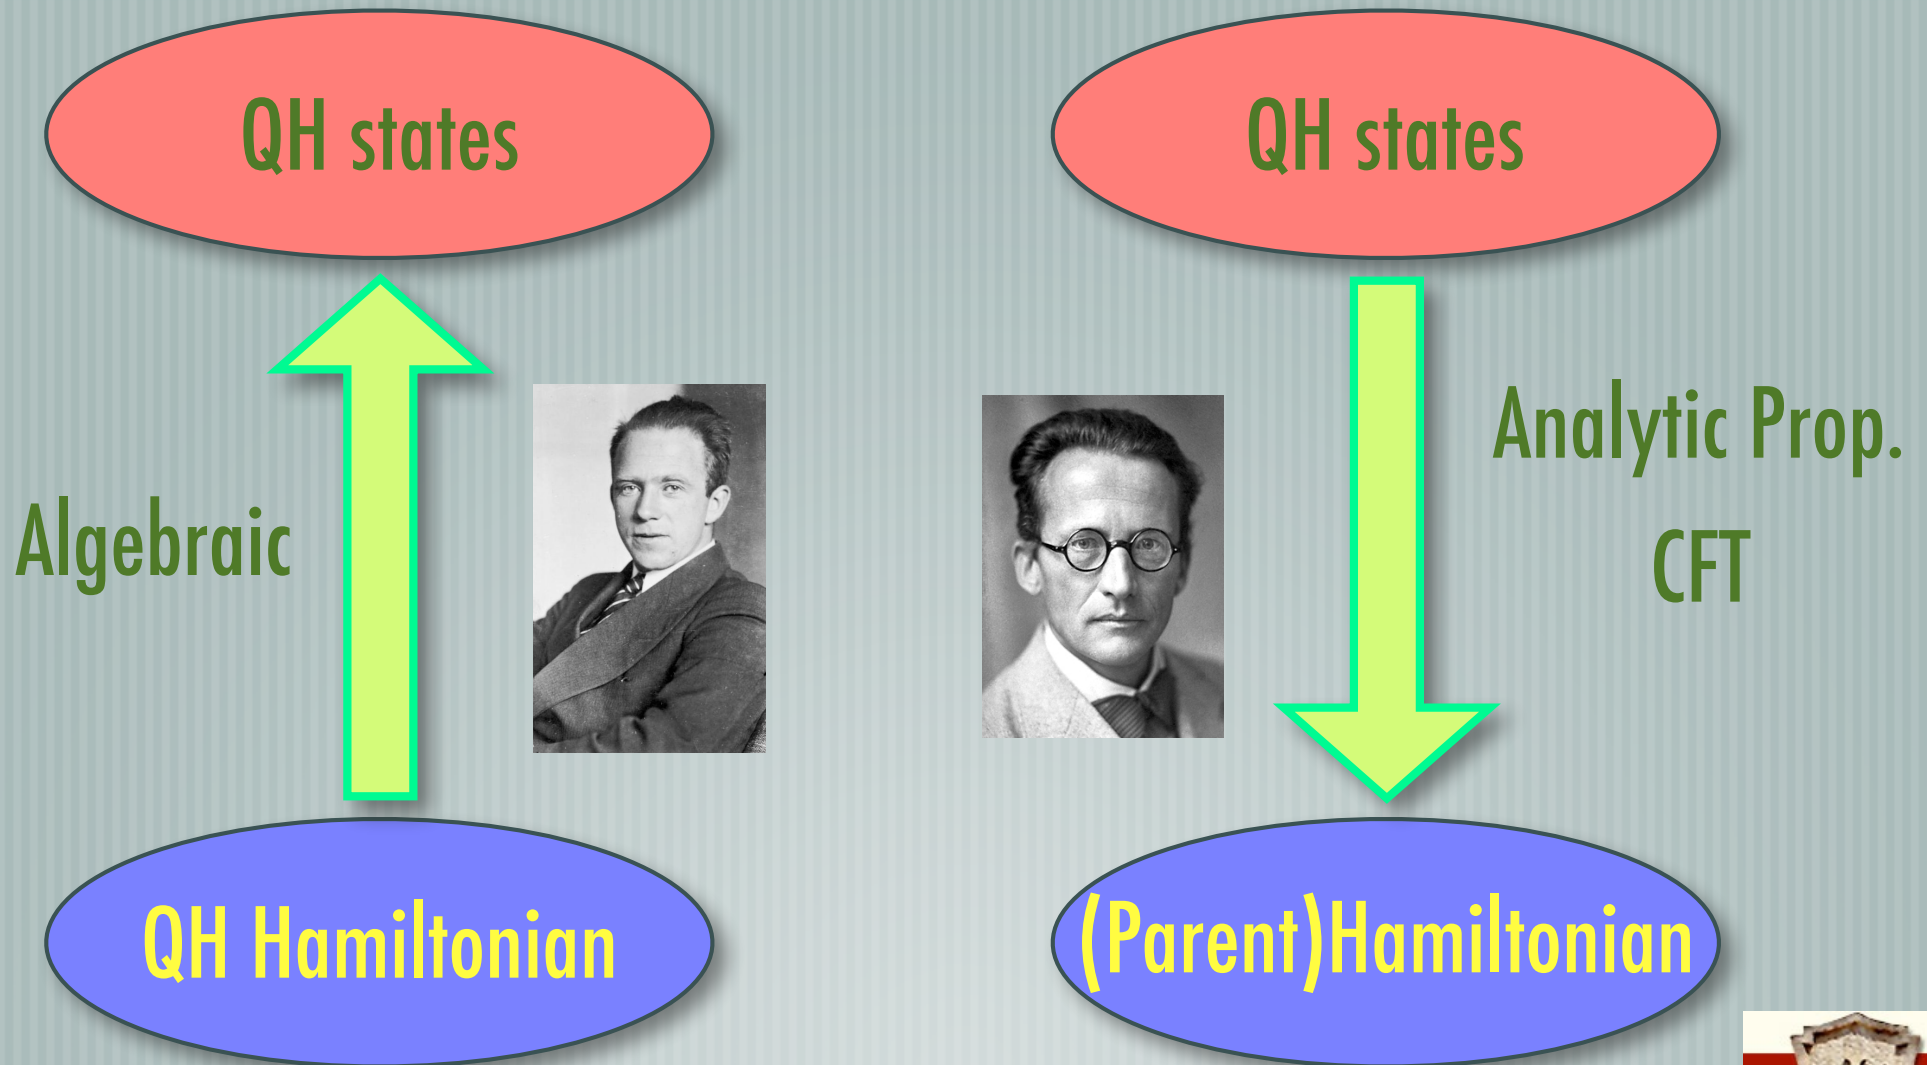 QH states
QH states
Algebraic
Analytic Prop.
CFT
QH Hamiltonian
(Parent)Hamiltonian